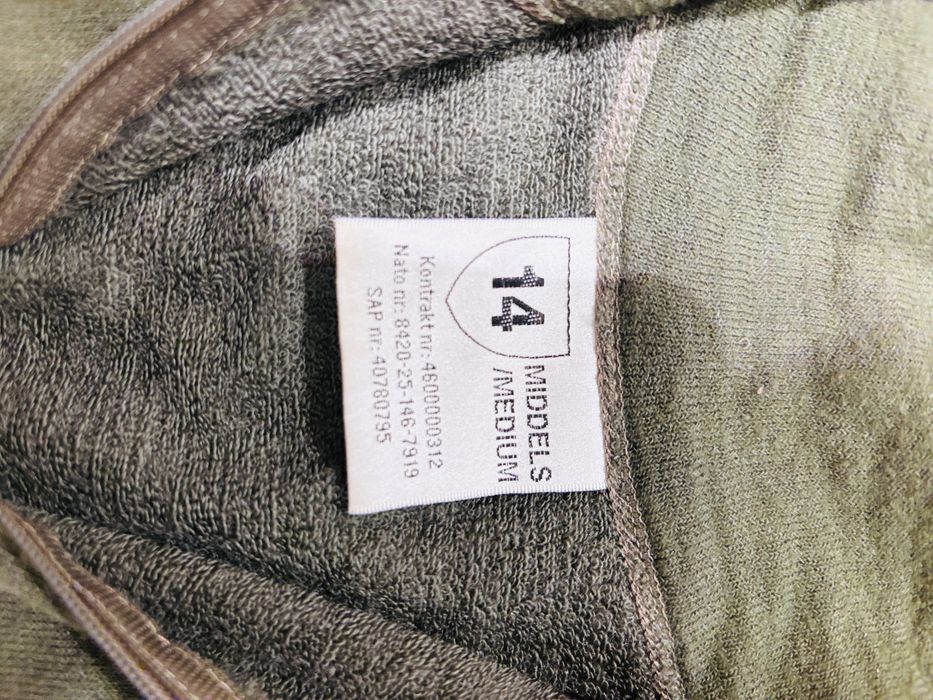 14
MIDDELS
/MEDIUM
Kontrakt nr: 4600000312
Nato nr: 8420-25-146-7919
SAP nr: 40780795